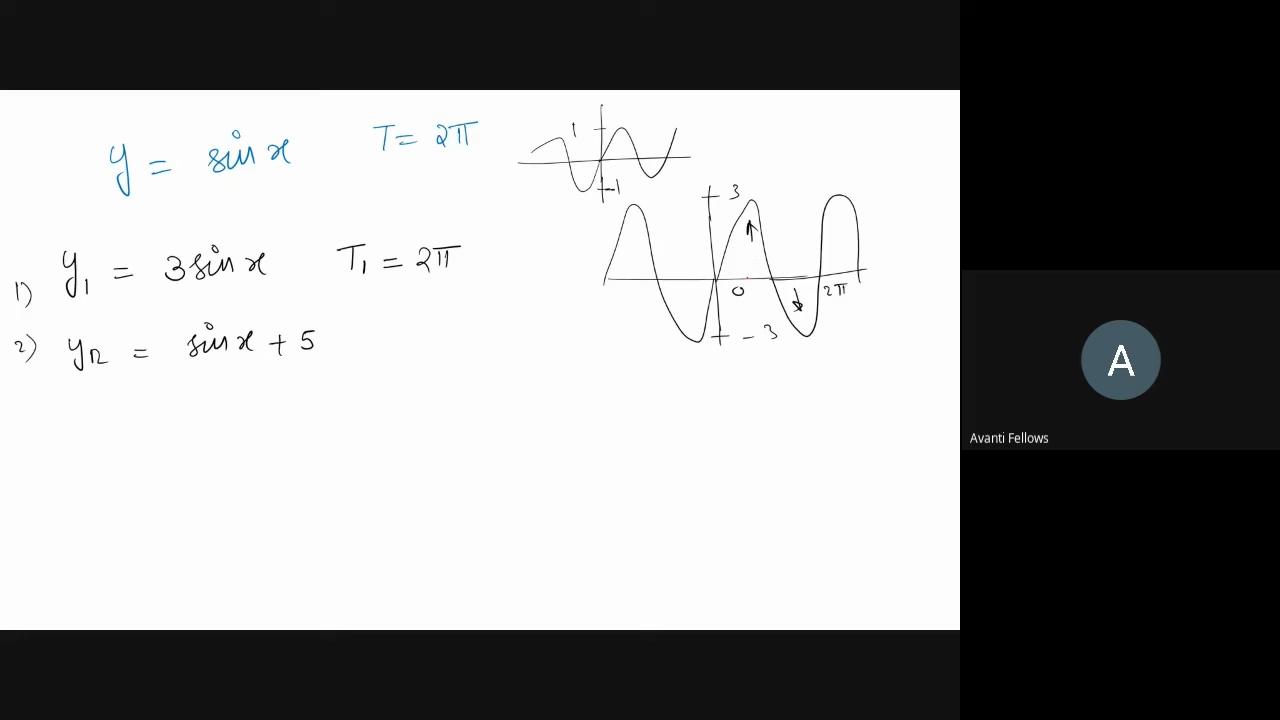 y = sin x T = 2π
1
-1
3
1) y₁ = 3 sin x T₁ = 2π
0 2π
- 3
2) y₂ = sin x + 5
A
Avanti Fellows